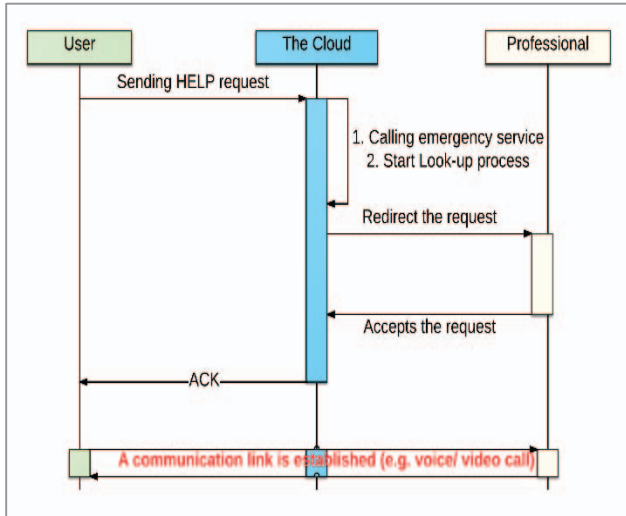 User
The Cloud
Professional
Sending HELP request
1. Calling emergency service
2. Start Look-up process
Redirect the request
Accepts the request
ACK
A communication link is established (e.g. voice/ video call)